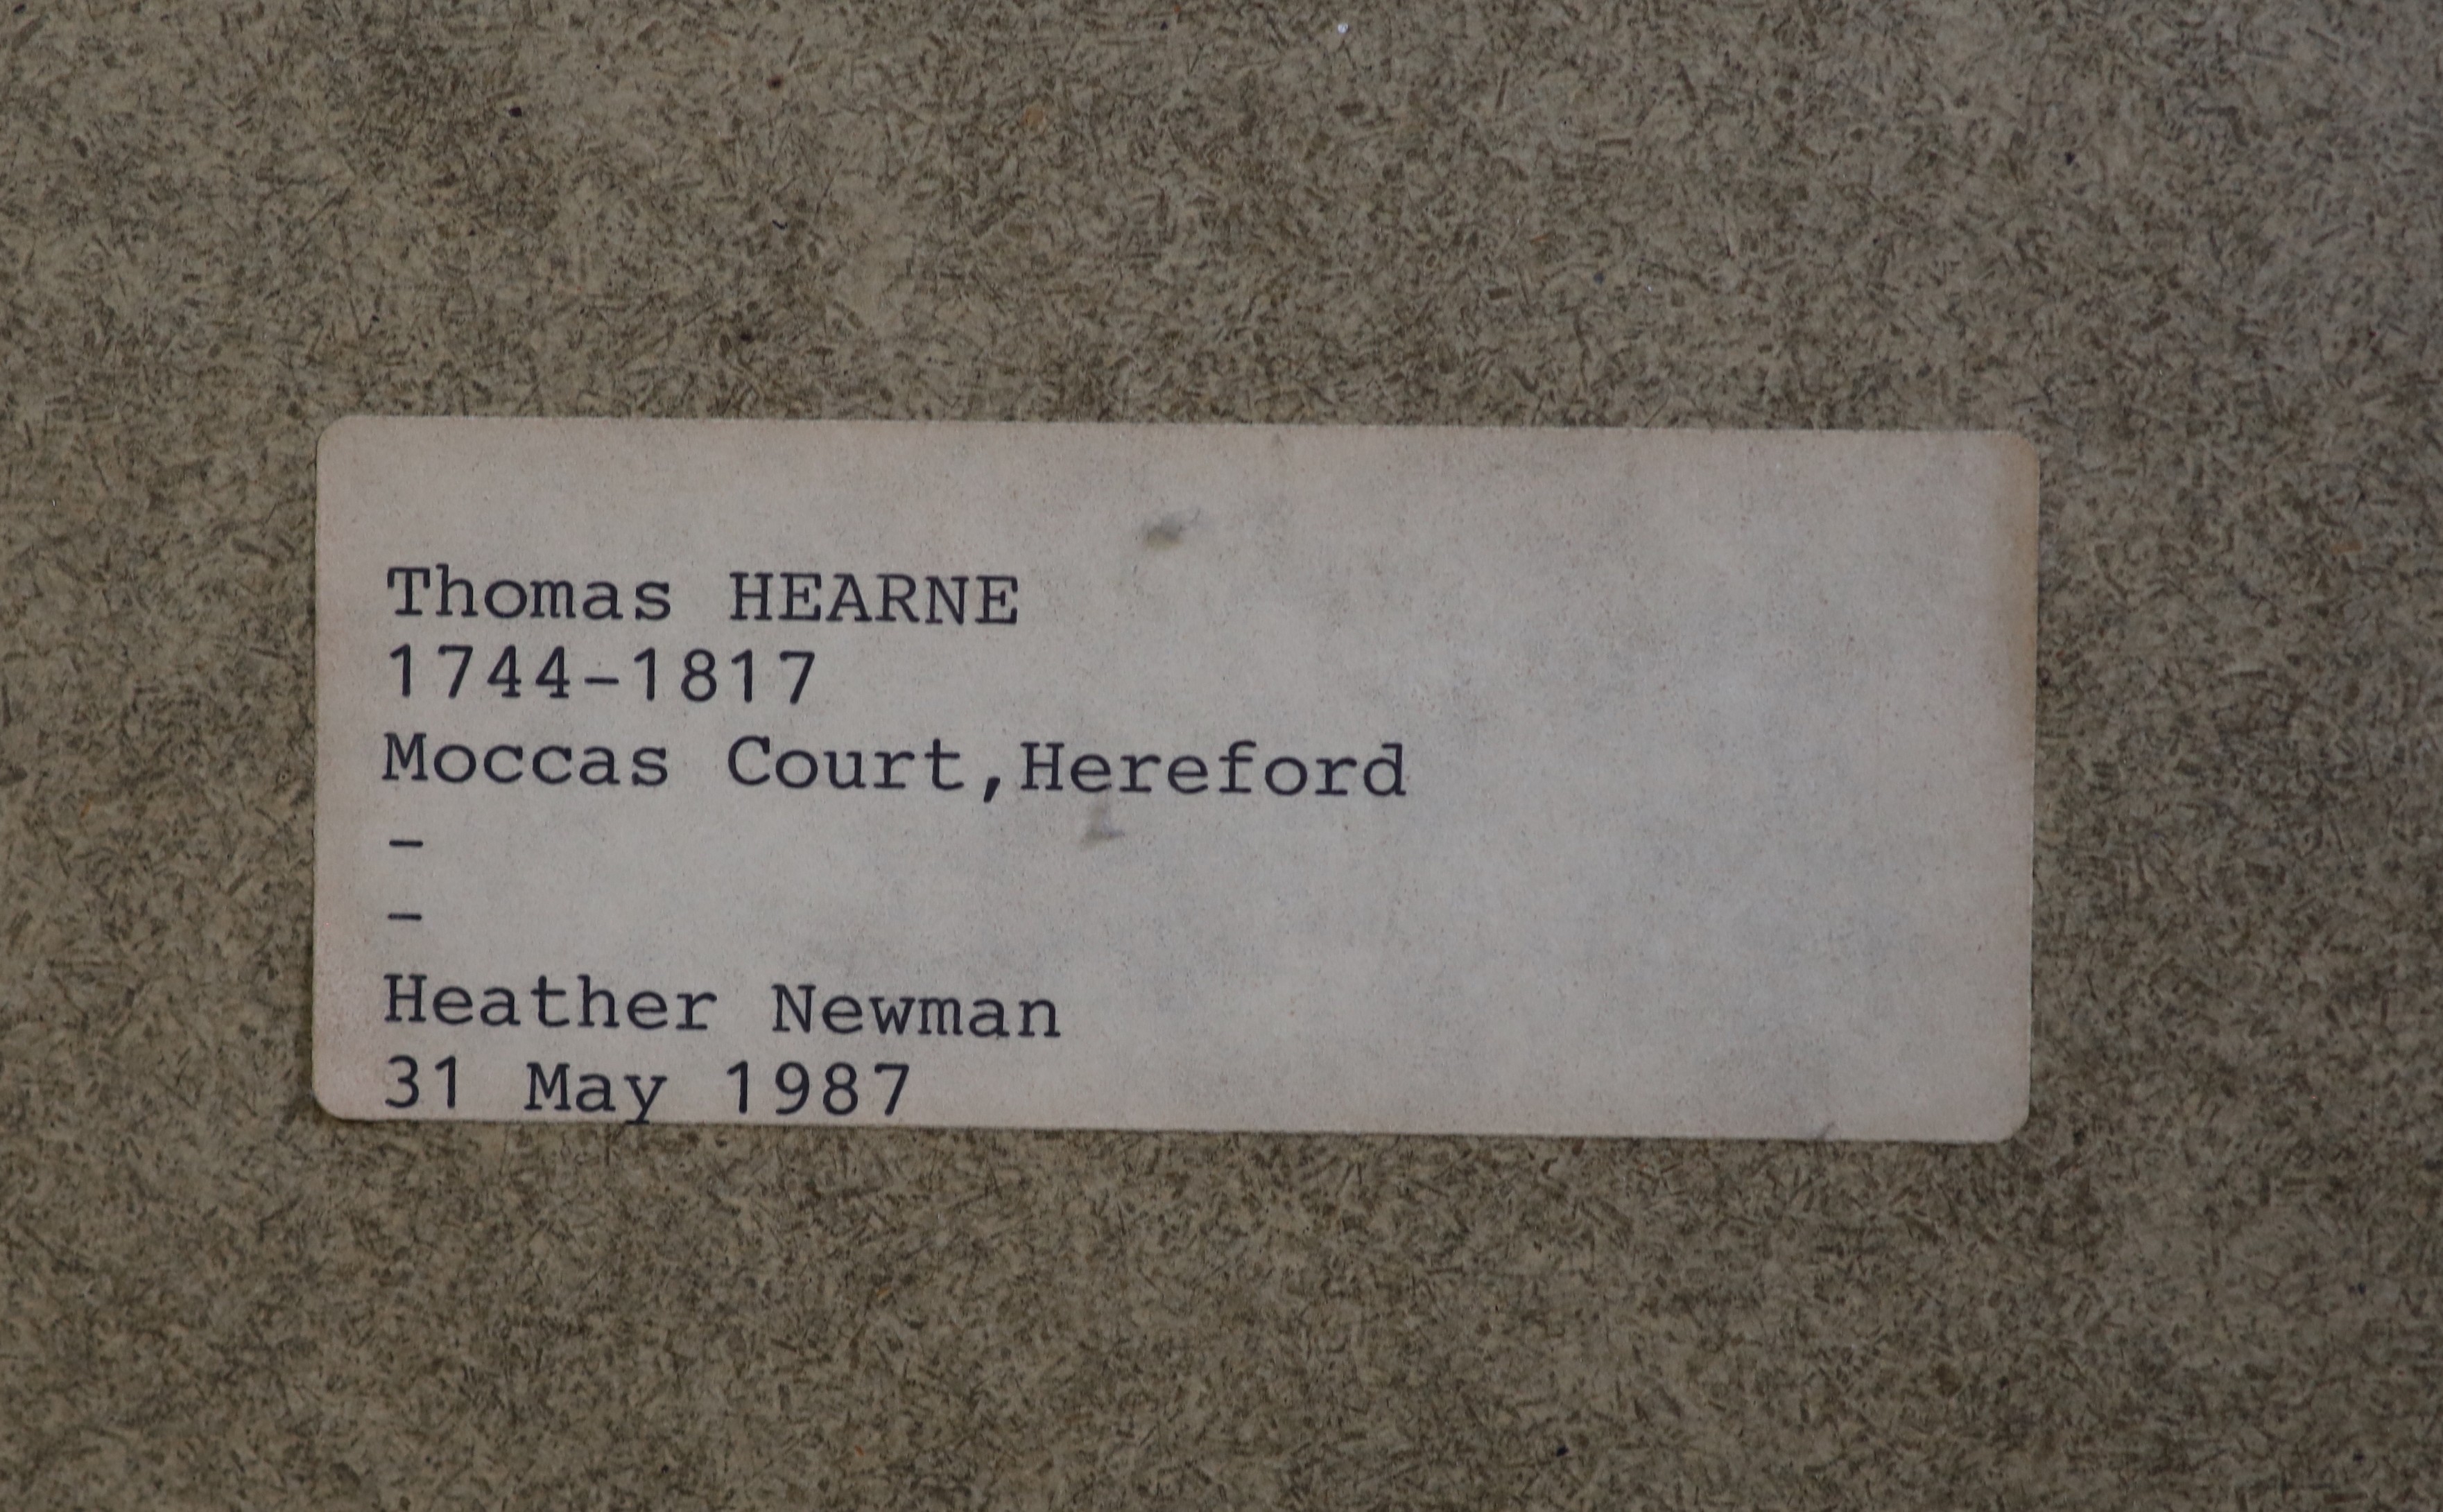 Thomas HEARNE
1744-1817
Moccas Court,Hereford
-
-
Heather Newman
31 May 1987